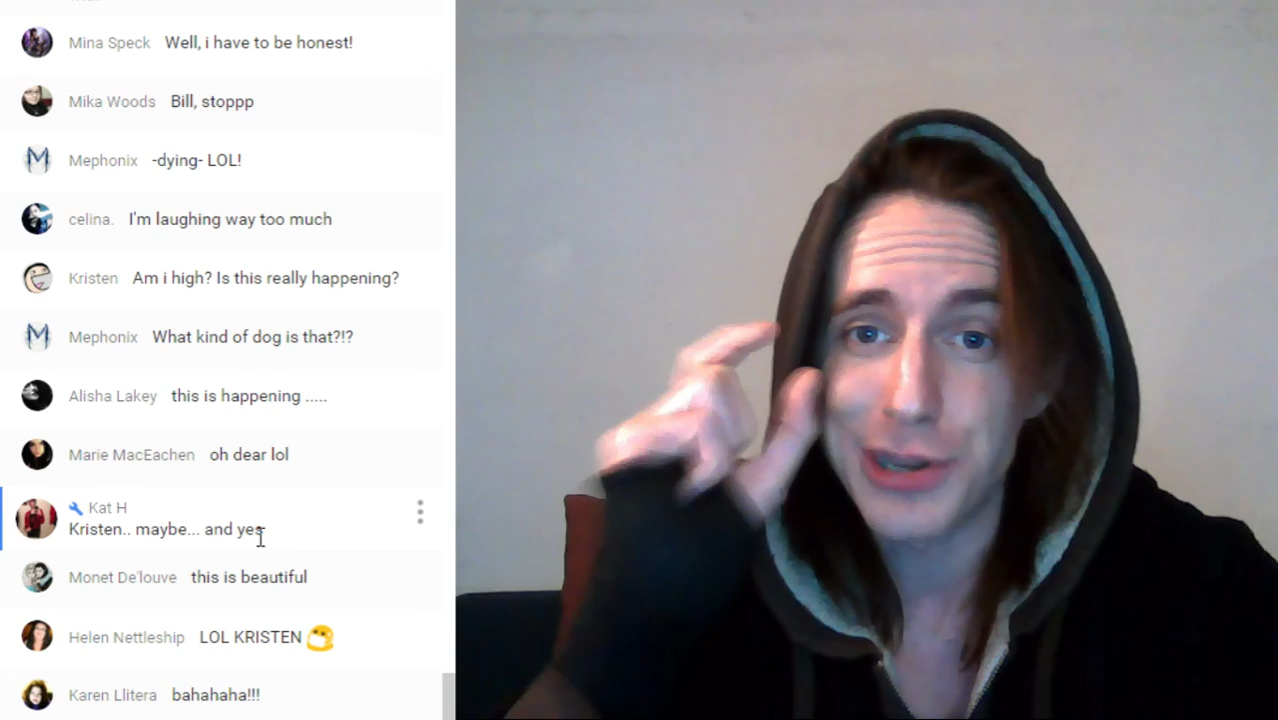 Mina Speck Well, i have to be honest!
Mika Woods Bill, stoppp
Mephonix -dying- LOL!
celina. I'm laughing way too much
Kristen Am i high? Is this really happening?
Mephonix What kind of dog is that?!?
Alisha Lakey this is happening .....
Marie MacEachen oh dear lol
Kat H
Kristen.. maybe... and yes
Monet De'louve this is beautiful
Helen Nettleship LOL KRISTEN 😷
Karen Llitera bahahaha!!!